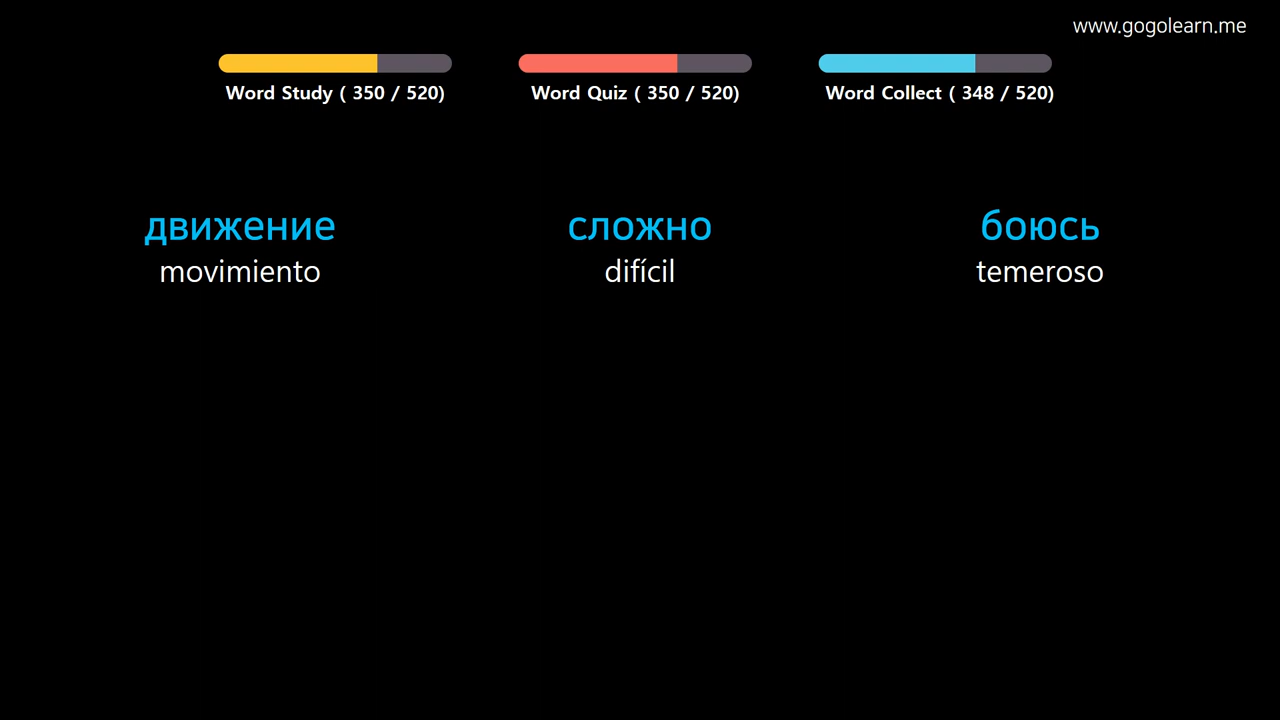 www.gogolearn.me
Word Study ( 350 / 520)
Word Quiz ( 350 / 520)
Word Collect ( 348 / 520)
движение
movimiento
сложно
difícil
боюсь
temeroso